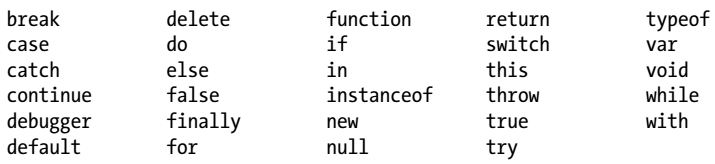 break delete function return typeof
case do if switch var
catch else in this void
continue false instanceof throw while
debugger finally new true with
default for null try